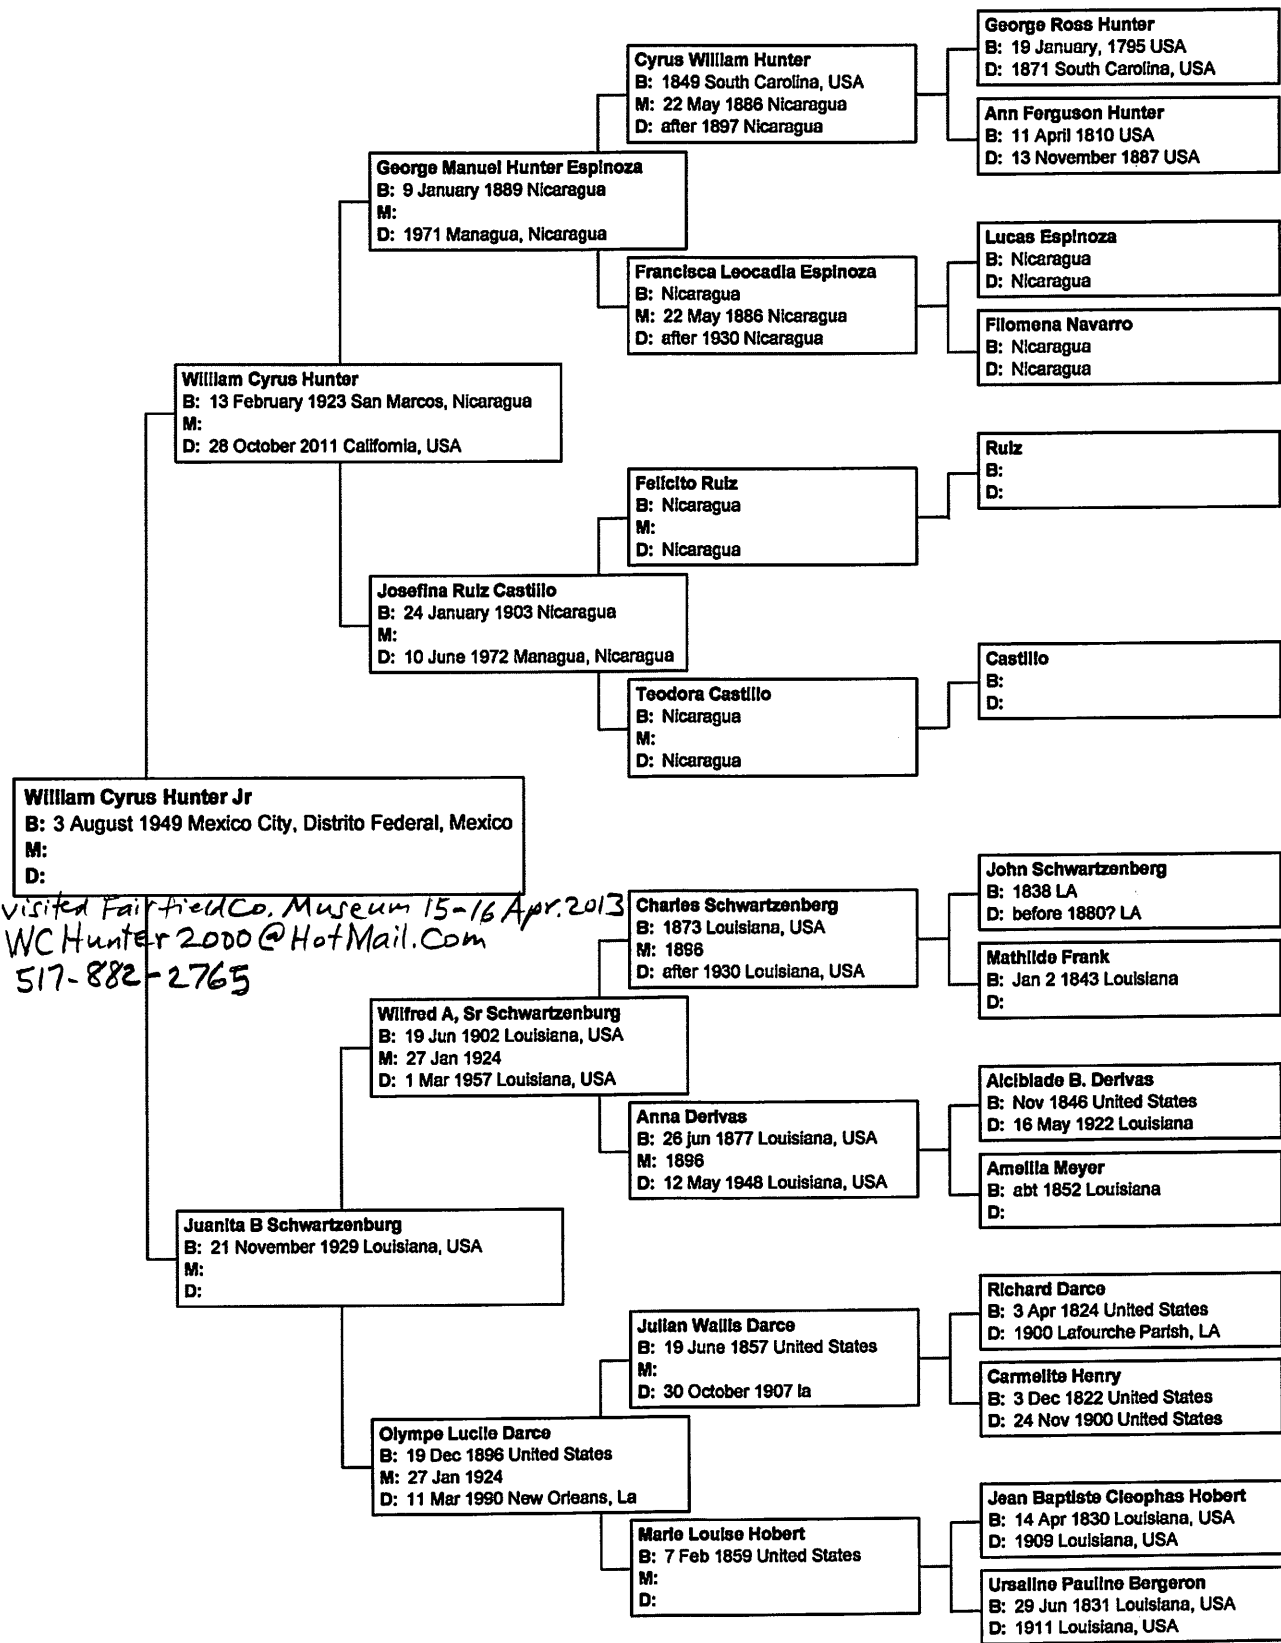 George Ross Hunter
B: 19 January, 1795 USA
D: 1871 South Carolina, USA
Cyrus William Hunter
B: 1849 South Carolina, USA
M: 22 May 1886 Nicaragua
D: after 1897 Nicaragua
Ann Ferguson Hunter
B: 11 April 1810 USA
D: 13 November 1887 USA
George Manuel Hunter Espinoza
B: 9 January 1889 Nicaragua
M:
D: 1971 Managua, Nicaragua
Lucas Espinoza
B: Nicaragua
D: Nicaragua
Francisca Leocadia Espinoza
B: Nicaragua
M: 22 May 1886 Nicaragua
D: after 1930 Nicaragua
Filomena Navarro
B: Nicaragua
D: Nicaragua
William Cyrus Hunter
B: 13 February 1923 San Marcos, Nicaragua
M:
D: 28 October 2011 California, USA
Ruiz
B:
D:
Felicito Ruiz
B: Nicaragua
M:
D: Nicaragua
Josefina Ruiz Castillo
B: 24 January 1903 Nicaragua
M:
D: 10 June 1972 Managua, Nicaragua
Castillo
B:
D:
Teodora Castillo
B: Nicaragua
M:
D: Nicaragua
William Cyrus Hunter Jr
B: 3 August 1949 Mexico City, Distrito Federal, Mexico
M:
D:
visited Fairfield Co. Museum 15-16 Apr. 2013
WCHunter2000@HotMail.Com
517-882-2765
John Schwartzenberg
B: 1838 LA
D: before 1880? LA
Charles Schwartzenberg
B: 1873 Louisiana, USA
M: 1896
D: after 1930 Louisiana, USA
Mathilde Frank
B: Jan 2 1843 Louisiana
D:
Wilfred A, Sr Schwartzenburg
B: 19 Jun 1902 Louisiana, USA
M: 27 Jan 1924
D: 1 Mar 1957 Louisiana, USA
Alciblade B. Derivas
B: Nov 1846 United States
D: 16 May 1922 Louisiana
Anna Derivas
B: 26 jun 1877 Louisiana, USA
M: 1896
D: 12 May 1948 Louisiana, USA
Amellia Meyer
B: abt 1852 Louisiana
D:
Juanita B Schwartzenburg
B: 21 November 1929 Louisiana, USA
M:
D:
Richard Darce
B: 3 Apr 1824 United States
D: 1900 Lafourche Parish, LA
Julian Wallis Darce
B: 19 June 1857 United States
M:
D: 30 October 1907 la
Carmelite Henry
B: 3 Dec 1822 United States
D: 24 Nov 1900 United States
Olympe Lucile Darce
B: 19 Dec 1896 United States
M: 27 Jan 1924
D: 11 Mar 1990 New Orleans, La
Jean Baptiste Cleophas Hobert
B: 14 Apr 1830 Louisiana, USA
D: 1909 Louisiana, USA
Marie Louise Hobert
B: 7 Feb 1859 United States
M:
D:
Ursaline Pauline Bergeron
B: 29 Jun 1831 Louisiana, USA
D: 1911 Louisiana, USA